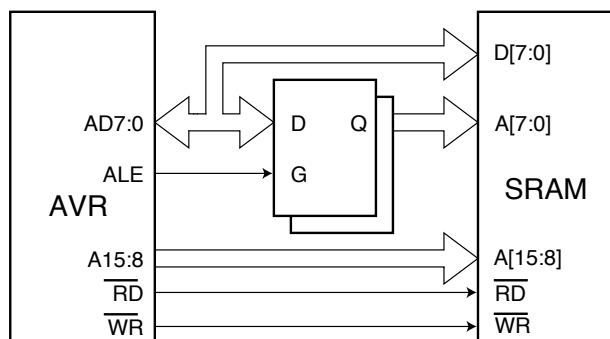 D[7:0]
AD7:0
D
Q
A[7:0]
ALE
G
AVR
SRAM
A15:8
A[15:8]
RD
RD
WR
WR